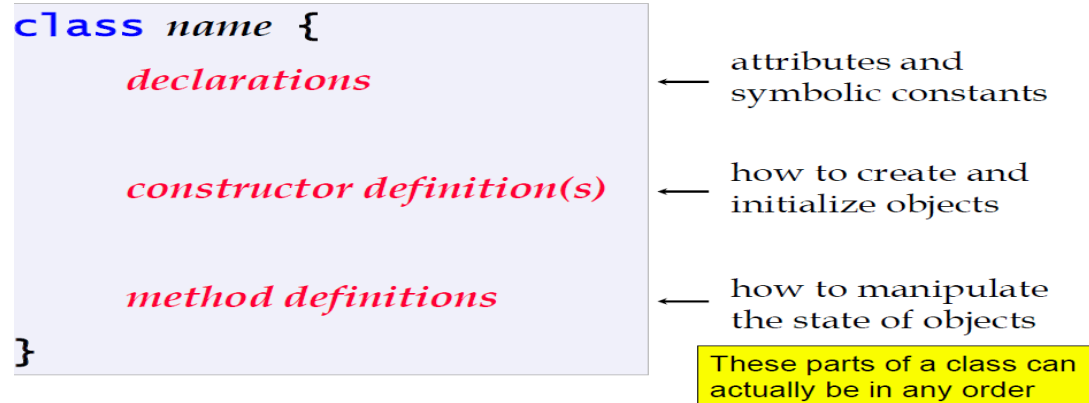 class name {
declarations
attributes and
symbolic constants
constructor definition(s)
how to create and
initialize objects
method definitions
how to manipulate
the state of objects
}
These parts of a class can
actually be in any order